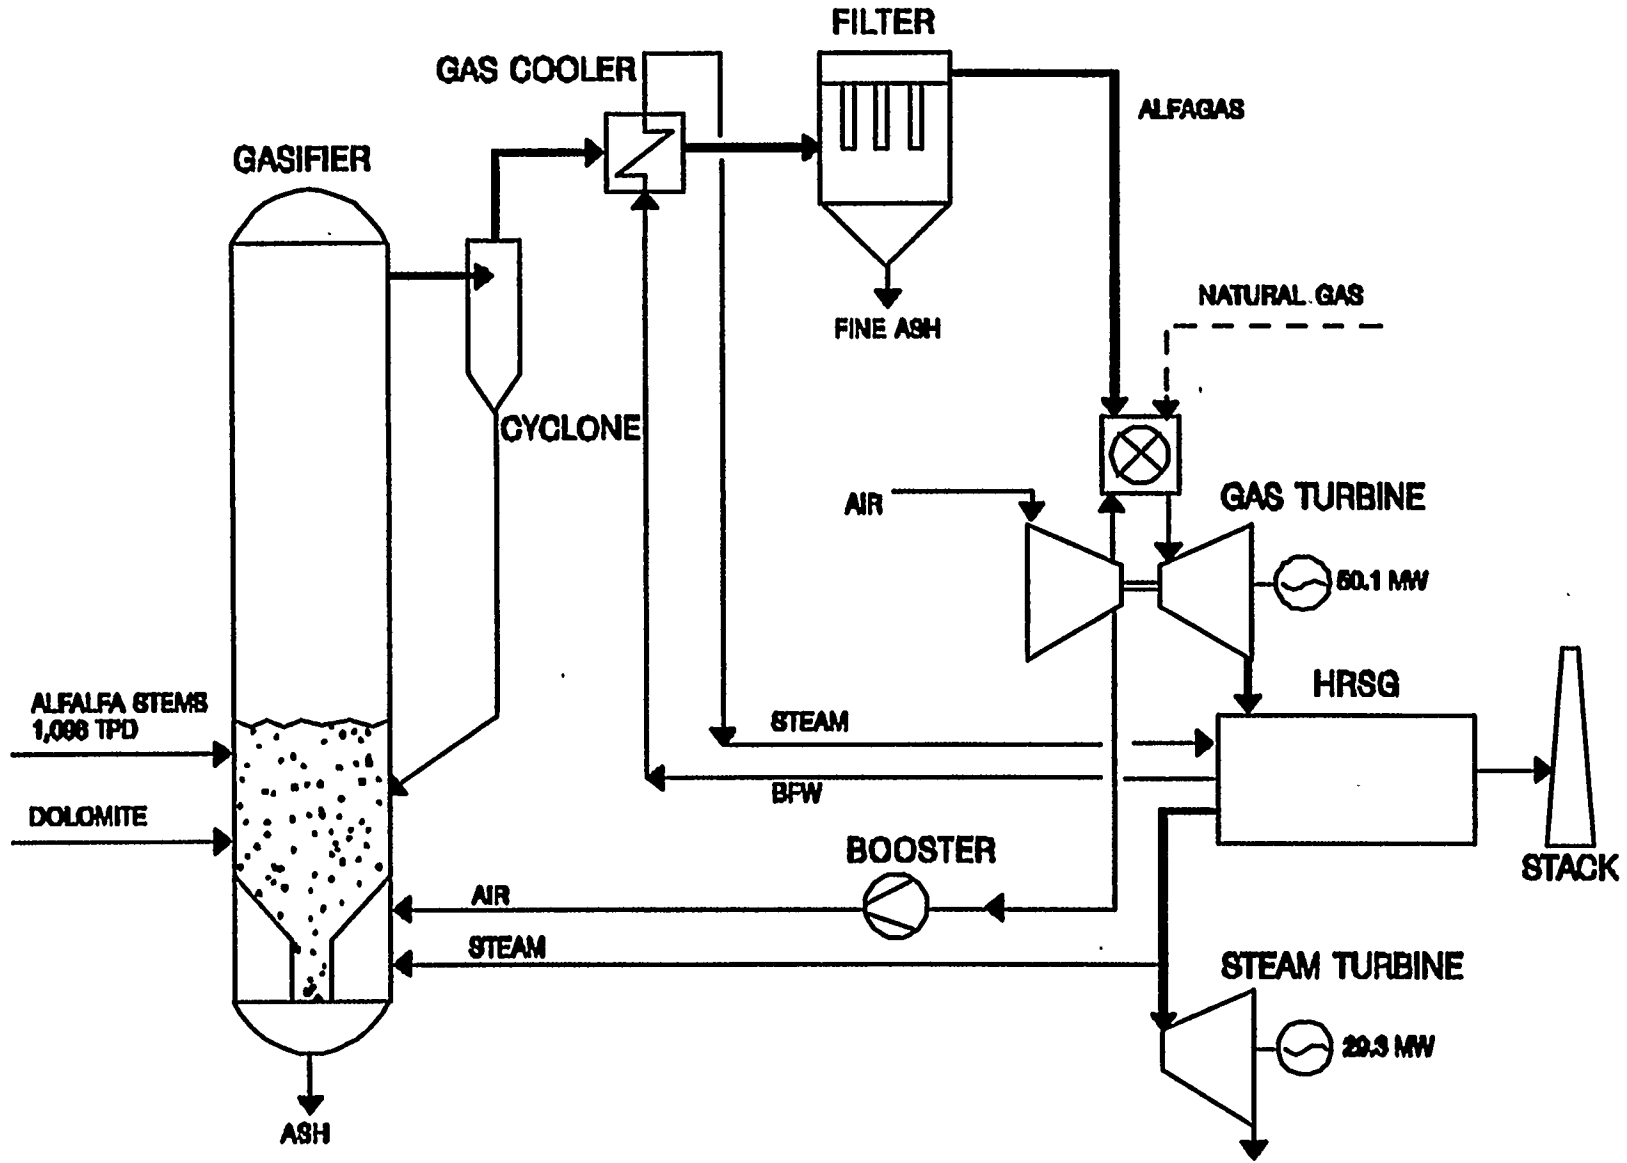 FILTER
GAS COOLER
ALFAGAS
GASIFIER
NATURAL GAS
FINE ASH
CYCLONE
AIR
GAS TURBINE
50.1 MW
HRSG
ALFALFA STEMS
1,098 TPD
STEAM
BFW
DOLOMITE
BOOSTER
STACK
AIR
STEAM
STEAM TURBINE
29.3 MW
ASH